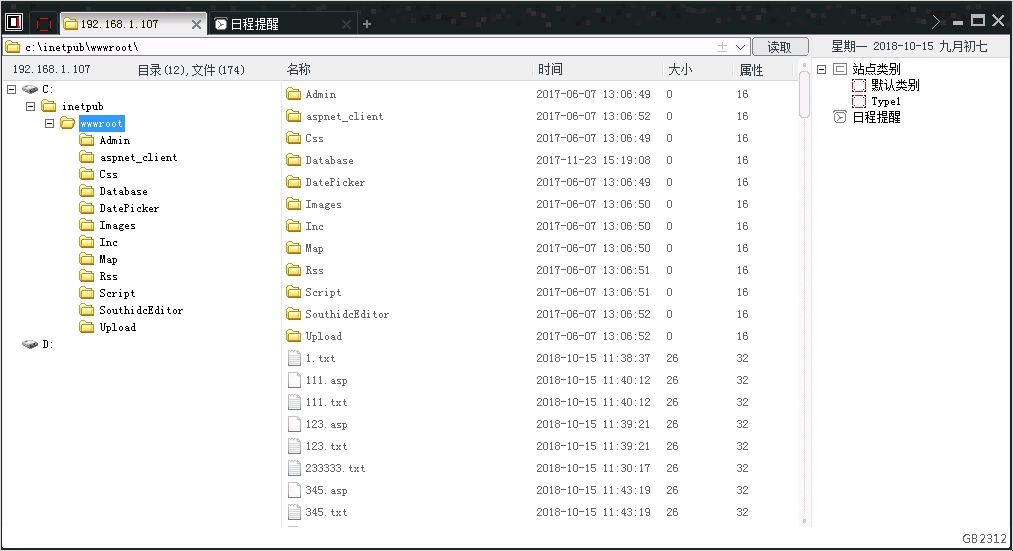 192.168.1.107 日程提醒
c:\inetpub\wwwroot\ 读取 星期一 2018-10-15 九月初七
192.168.1.107 目录(12),文件(174)
C:
inetpub
wwwroot
Admin
aspnet_client
Css
Database
DatePicker
Images
Inc
Map
Rss
Script
SouthidcEditor
Upload
D:
名称 时间 大小 属性
Admin 2017-06-07 13:06:49 0 16
aspnet_client 2017-06-07 13:06:52 0 16
Css 2017-06-07 13:06:49 0 16
Database 2017-11-23 15:19:08 0 16
DatePicker 2017-06-07 13:06:49 0 16
Images 2017-06-07 13:06:50 0 16
Inc 2017-06-07 13:06:50 0 16
Map 2017-06-07 13:06:50 0 16
Rss 2017-06-07 13:06:51 0 16
Script 2017-06-07 13:06:51 0 16
SouthidcEditor 2017-06-07 13:06:52 0 16
Upload 2017-06-07 13:06:52 0 16
1.txt 2018-10-15 11:38:37 26 32
111.asp 2018-10-15 11:40:12 26 32
111.txt 2018-10-15 11:40:12 26 32
123.asp 2018-10-15 11:39:21 26 32
123.txt 2018-10-15 11:39:21 26 32
233333.txt 2018-10-15 11:30:17 26 32
345.asp 2018-10-15 11:43:19 26 32
345.txt 2018-10-15 11:43:19 26 32
站点类别
默认类别
Type1
日程提醒
GB2312